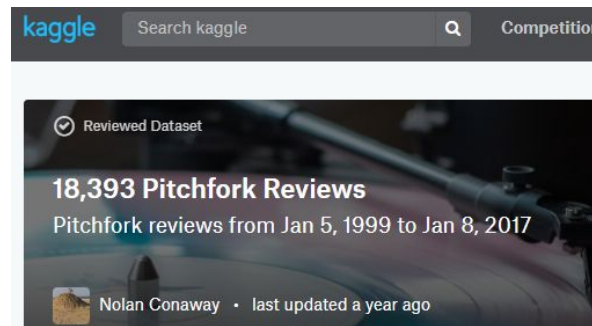 kaggle Search kaggle Competitio
Reviewed Dataset
18,393 Pitchfork Reviews
Pitchfork reviews from Jan 5, 1999 to Jan 8, 2017
Nolan Conaway • last updated a year ago